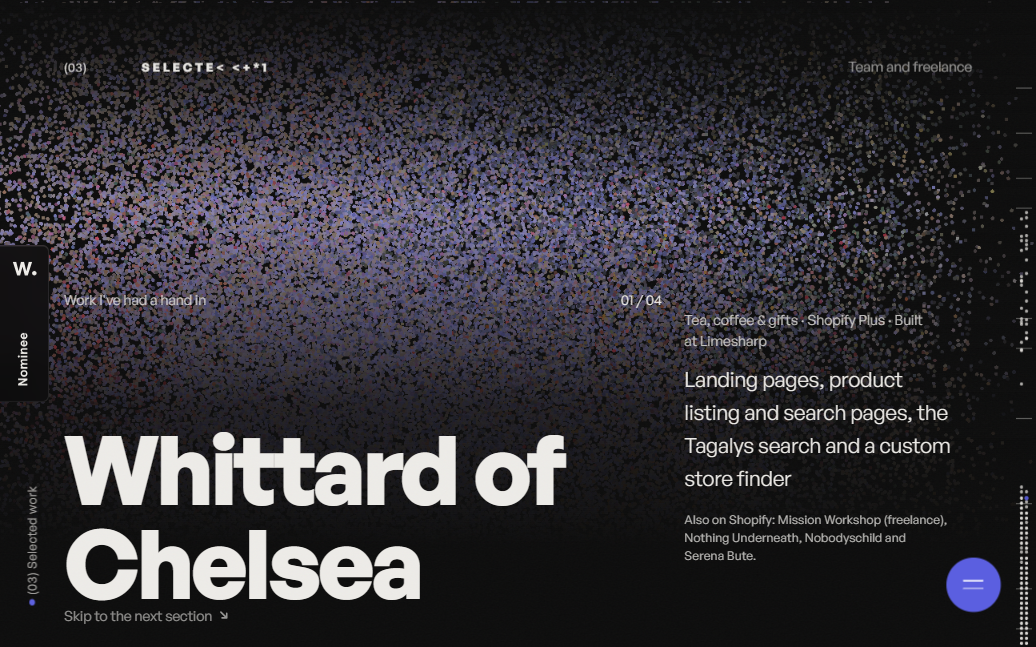 (03)
SELECTE< <+*1
Team and freelance
W.
Nominee
Work I've had a hand in
01 / 04
Tea, coffee & gifts · Shopify Plus · Built
at Limesharp
Landing pages, product
listing and search pages, the
Tagalys search and a custom
store finder
Also on Shopify: Mission Workshop (freelance),
Nothing Underneath, Nobodyschild and
Serena Bute.
Whittard of
Chelsea
(03) Selected work
Skip to the next section ↘